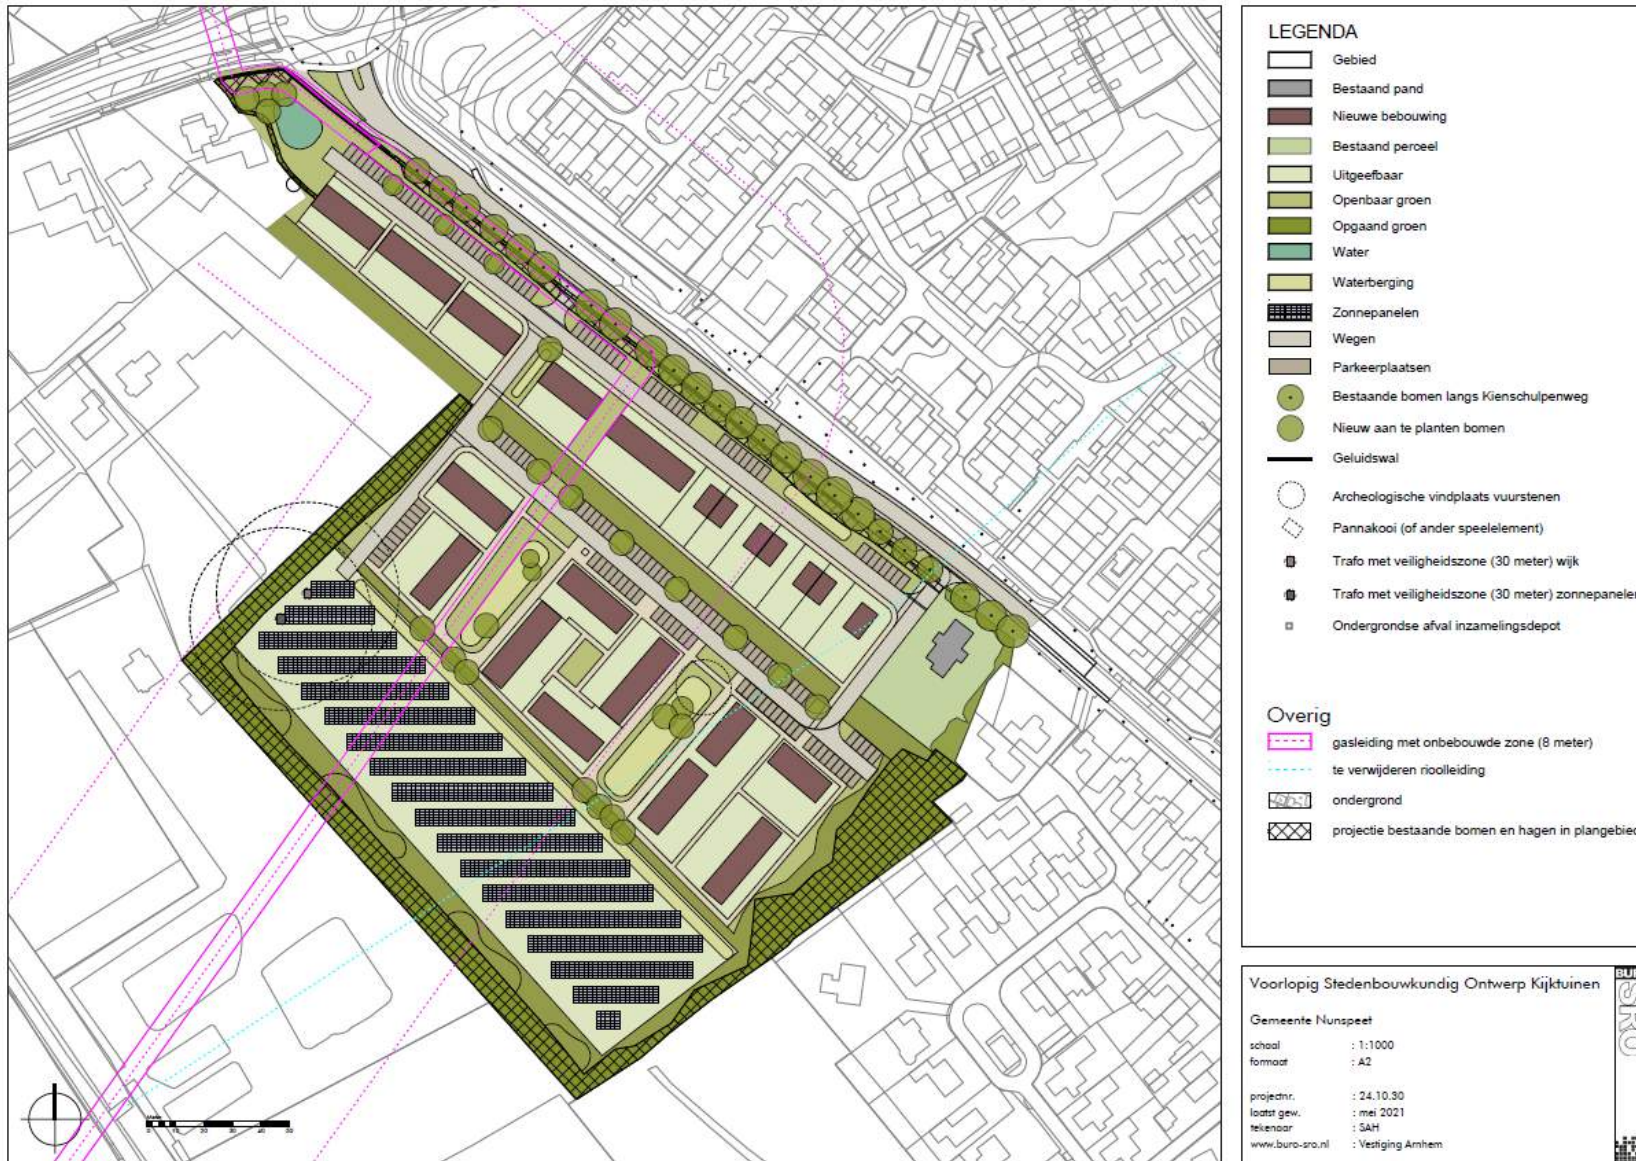 LEGENDA
Gebied
Bestaand pand
Nieuwe bebouwing
Bestaand perceel
Uitgeefbaar
Openbaar groen
Opgaand groen
Water
Waterberging
Zonnepanelen
Wegen
Parkeerplaatsen
Bestaande bomen langs Kienschulpenweg
Nieuw aan te planten bomen
Geluidswal
Archeologische vindplaats vuurstenen
Pannakooi (of ander speelelement)
Trafo met veiligheidszone (30 meter) wijk
Trafo met veiligheidszone (30 meter) zonnepanelen
Ondergrondse afval inzamelingsdepot
Overig
gasleiding met onbebouwde zone (8 meter)
te verwijderen rioolleiding
ondergrond
projectie bestaande bomen en hagen in plangebied
Voorlopig Stedenbouwkundig Ontwerp Kijktuinen
Gemeente Nunspeet
schaal : 1:1000
formaat : A2
projectnr. : 24.10.30
laatst gew. : mei 2021
tekenaar : SAH
www.buro-sro.nl : Vestiging Arnhem
SRO